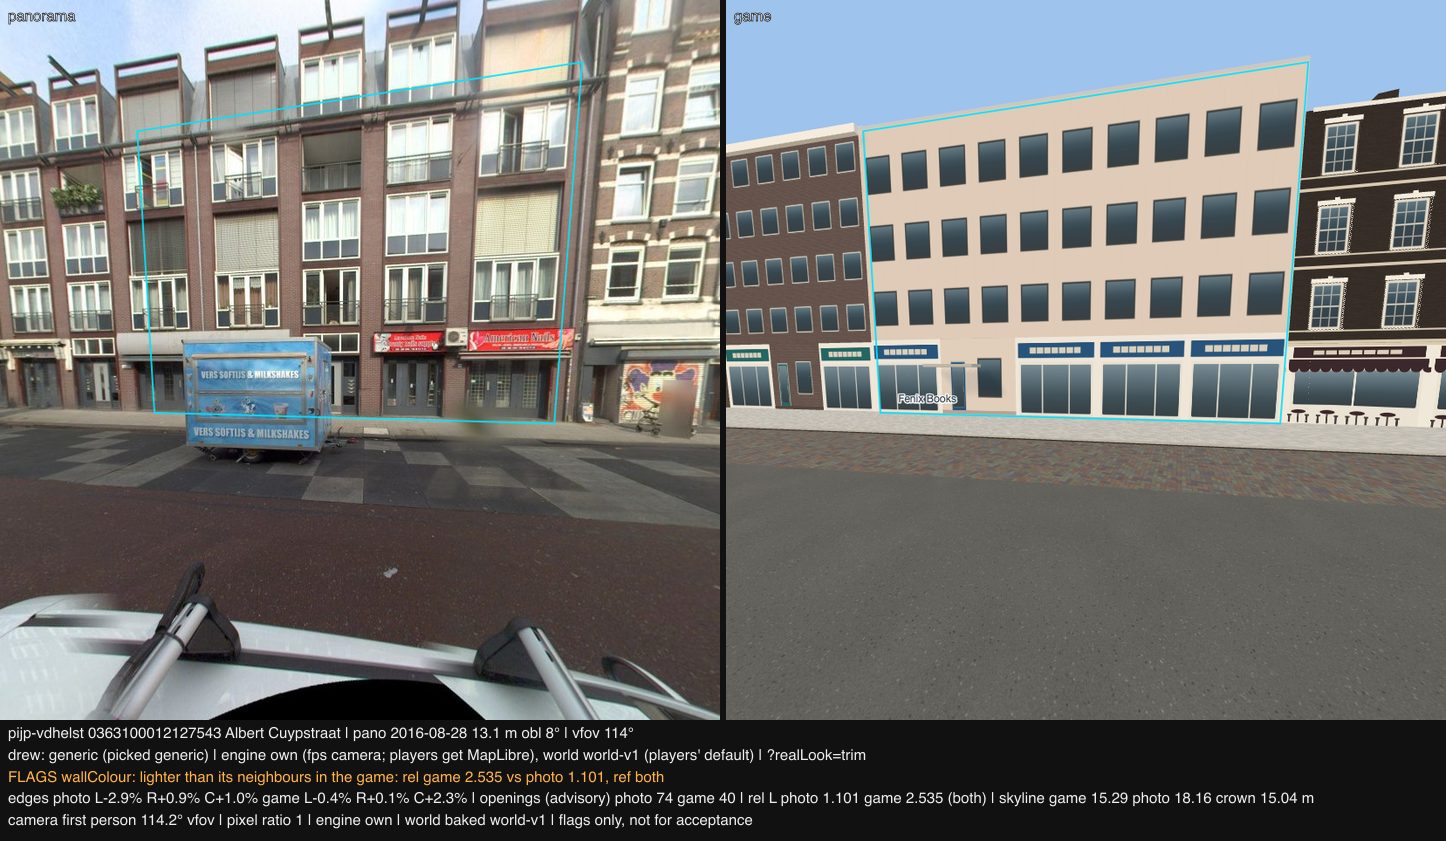 panorama
game
American Nails
VERS SOFTIJS & MILKSHAKES
VERS SOFTIJS & MILKSHAKES
Fenix Books
pijp-vdhelst 0363100012127543 Albert Cuypstraat | pano 2016-08-28 13.1 m obl 8° | vfov 114°
drew: generic (picked generic) | engine own (fps camera; players get MapLibre), world world-v1 (players' default) | ?realLook=trim
FLAGS wallColour: lighter than its neighbours in the game: rel game 2.535 vs photo 1.101, ref both
edges photo L-2.9% R+0.9% C+1.0% game L-0.4% R+0.1% C+2.3% | openings (advisory) photo 74 game 40 | rel L photo 1.101 game 2.535 (both) | skyline game 15.29 photo 18.16 crown 15.04 m
camera first person 114.2° vfov | pixel ratio 1 | engine own | world baked world-v1 | flags only, not for acceptance